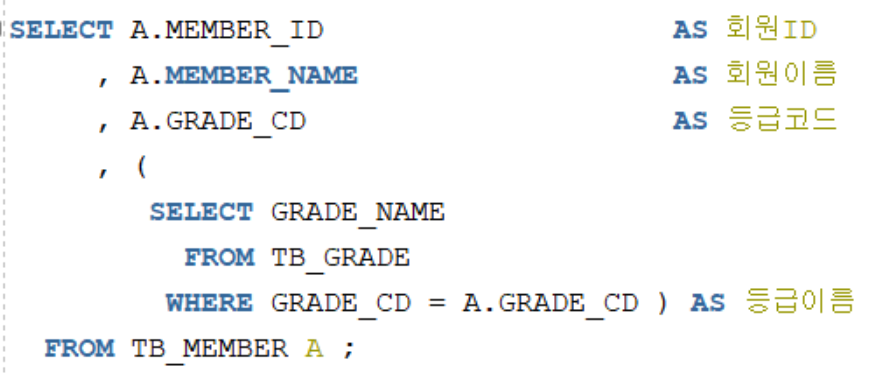 SELECT A.MEMBER_ID AS 회원ID
, A.MEMBER_NAME AS 회원이름
, A.GRADE_CD AS 등급코드
, (
SELECT GRADE_NAME
FROM TB_GRADE
WHERE GRADE_CD = A.GRADE_CD ) AS 등급이름
FROM TB_MEMBER A ;